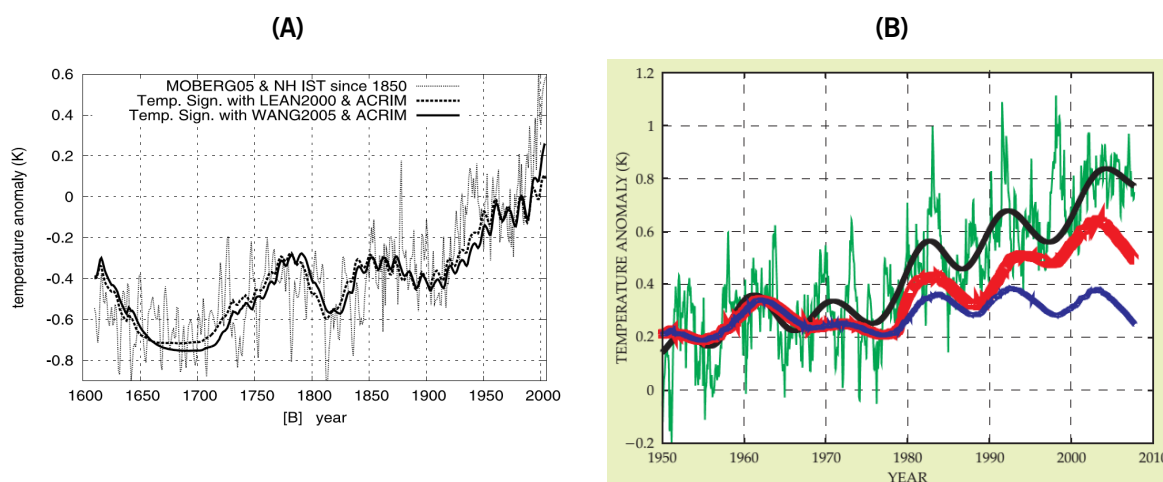 (A)
(B)
temperature anomaly (K)
0.6
0.4
0.2
0
-0.2
-0.4
-0.6
-0.8
MOBERG05 & NH IST since 1850
Temp. Sign. with LEAN2000 & ACRIM
Temp. Sign. with WANG2005 & ACRIM
1600 1650 1700 1750 1800 1850 1900 1950 2000
[B] year
TEMPERATURE ANOMALY (K)
1.2
1
0.8
0.6
0.4
0.2
0
−0.2
1950 1960 1970 1980 1990 2000 2010
YEAR